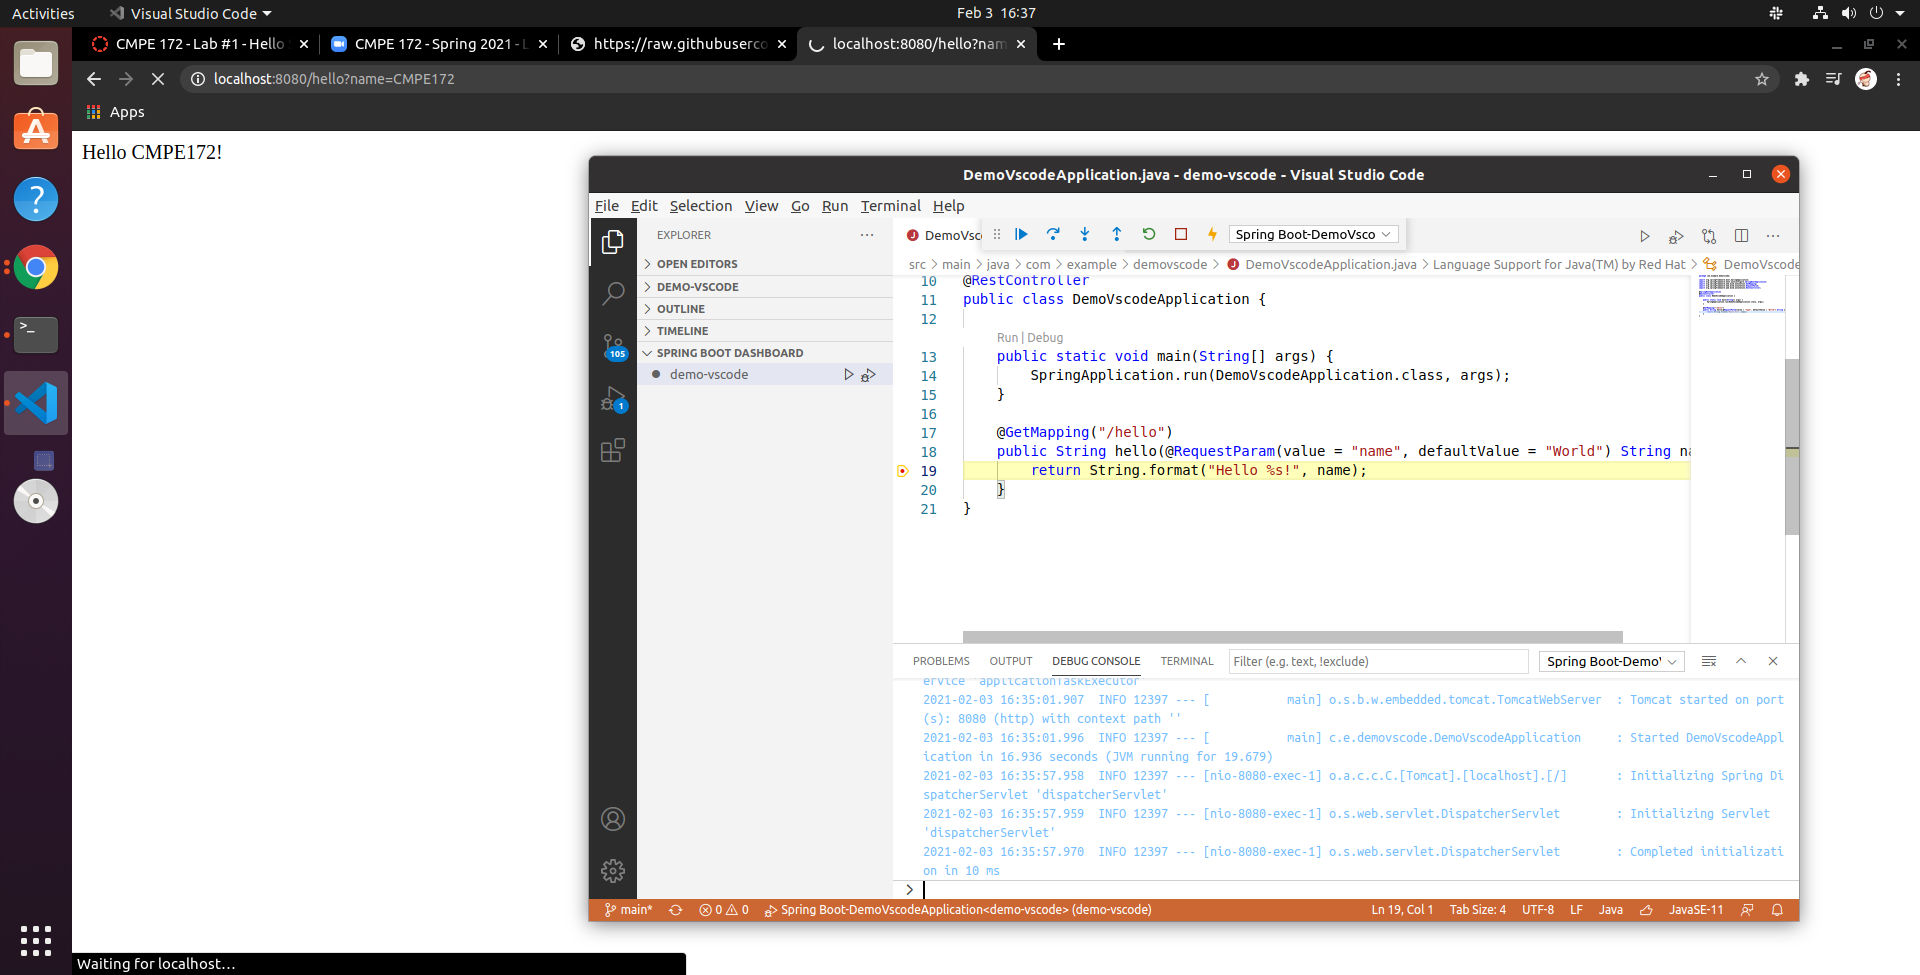 Activities
Visual Studio Code
Feb 3 16:37
CMPE 172 - Lab #1 - Hello
CMPE 172 - Spring 2021 - L
https://raw.githubuserco
localhost:8080/hello?nam
localhost:8080/hello?name=CMPE172
Apps
Hello CMPE172!
DemoVscodeApplication.java - demo-vscode - Visual Studio Code
File Edit Selection View Go Run Terminal Help
EXPLORER
OPEN EDITORS
DEMO-VSCODE
OUTLINE
TIMELINE
SPRING BOOT DASHBOARD
demo-vscode
105
1
DemoVsc
Spring Boot-DemoVsco
src > main > java > com > example > demovscode > DemoVscodeApplication.java > Language Support for Java(TM) by Red Hat > DemoVscode
10 @RestController
11 public class DemoVscodeApplication {
12
Run | Debug
13 public static void main(String[] args) {
14 SpringApplication.run(DemoVscodeApplication.class, args);
15 }
16
17 @GetMapping("/hello")
18 public String hello(@RequestParam(value = "name", defaultValue = "World") String na
19 return String.format("Hello %s!", name);
20 }
21 }
PROBLEMS OUTPUT DEBUG CONSOLE TERMINAL
Filter (e.g. text, !exclude)
Spring Boot-DemoV
ervice 'applicationTaskExecutor'
2021-02-03 16:35:01.907 INFO 12397 --- [ main] o.s.b.w.embedded.tomcat.TomcatWebServer : Tomcat started on port
(s): 8080 (http) with context path ''
2021-02-03 16:35:01.996 INFO 12397 --- [ main] c.e.demovscode.DemoVscodeApplication : Started DemoVscodeAppl
ication in 16.936 seconds (JVM running for 19.679)
2021-02-03 16:35:57.958 INFO 12397 --- [nio-8080-exec-1] o.a.c.c.C.[Tomcat].[localhost].[/] : Initializing Spring Di
spatcherServlet 'dispatcherServlet'
2021-02-03 16:35:57.959 INFO 12397 --- [nio-8080-exec-1] o.s.web.servlet.DispatcherServlet : Initializing Servlet
'dispatcherServlet'
2021-02-03 16:35:57.970 INFO 12397 --- [nio-8080-exec-1] o.s.web.servlet.DispatcherServlet : Completed initializati
on in 10 ms
>
main* 0 0 Spring Boot-DemoVscodeApplication<demo-vscode> (demo-vscode)
Ln 19, Col 1 Tab Size: 4 UTF-8 LF Java JavaSE-11
Waiting for localhost...